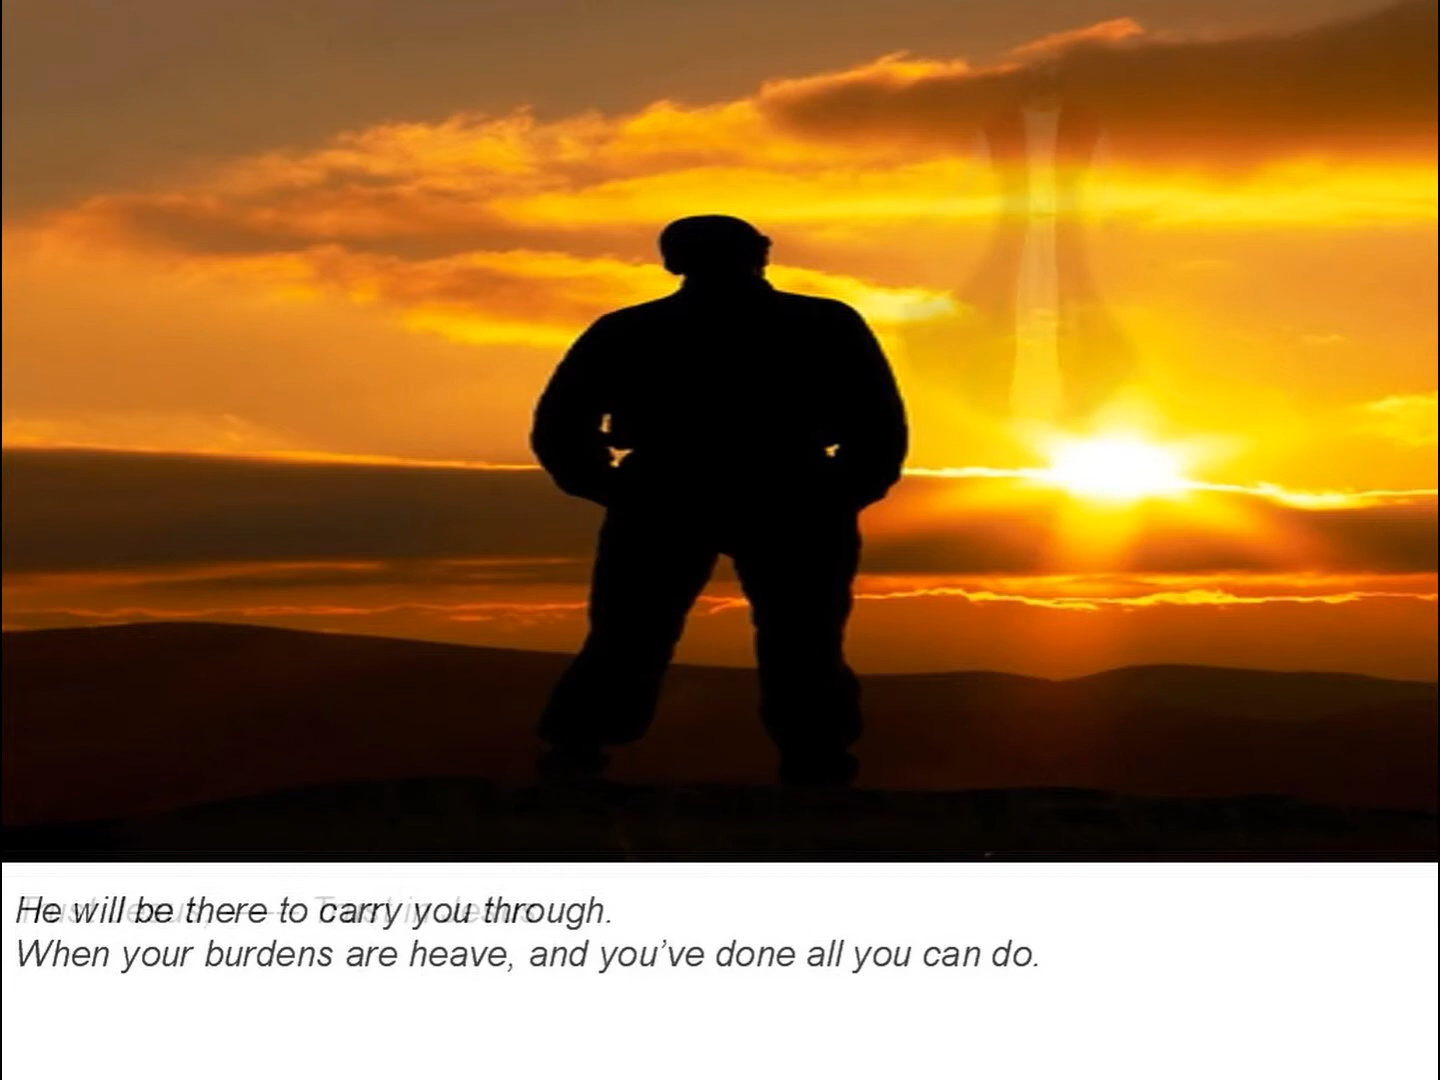 He will be there to carry you through.
When your burdens are heave, and you’ve done all you can do.